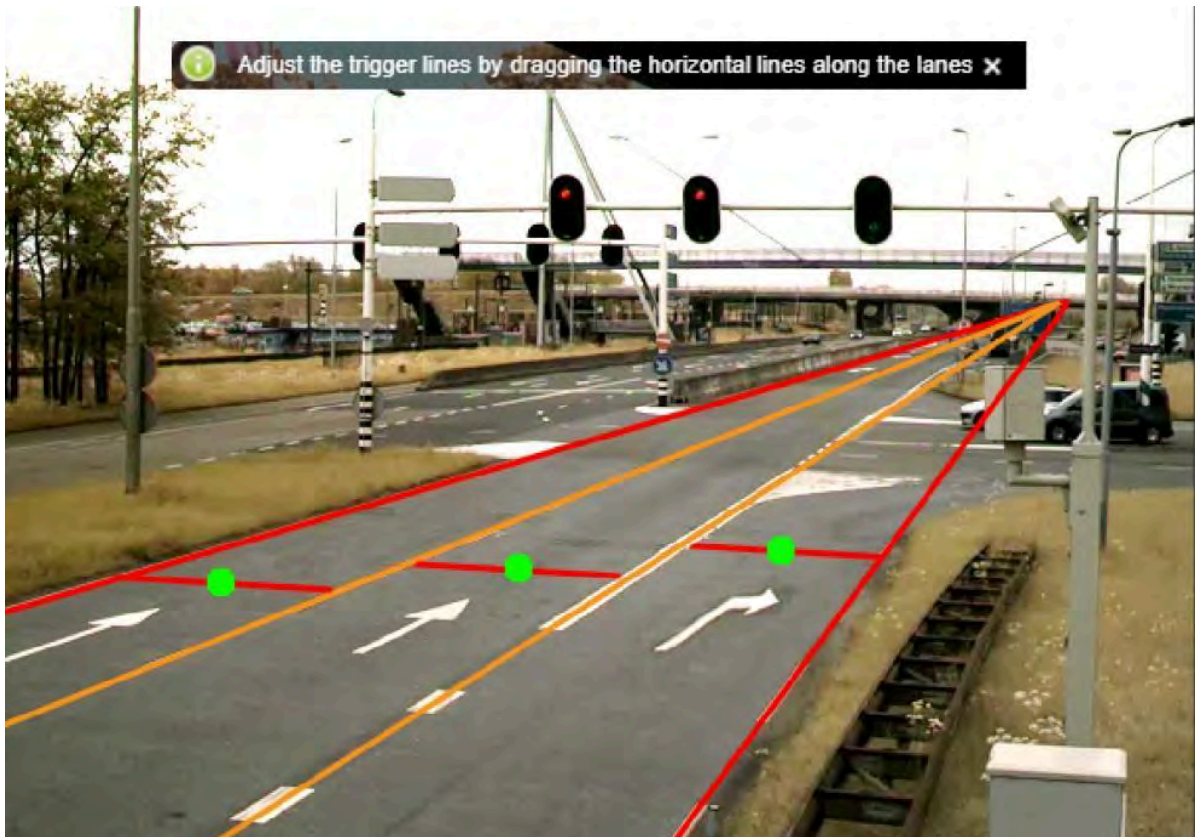 Adjust the trigger lines by dragging the horizontal lines along the lanes